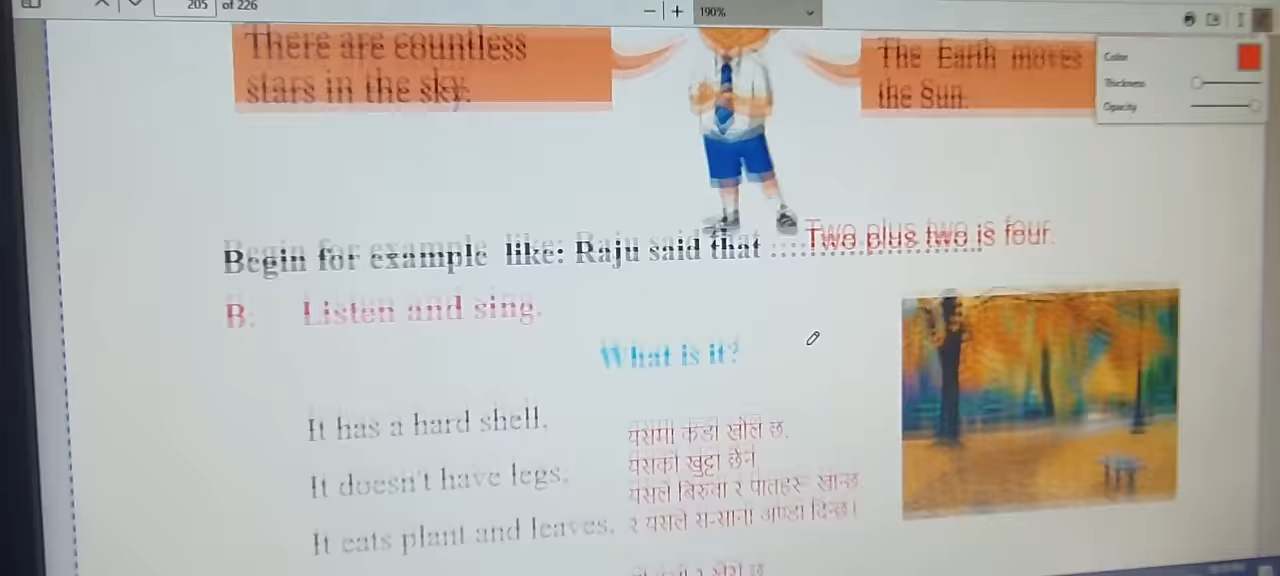 205 of 226
190%
Color
Thickness
Opacity
There are countless
stars in the sky.
The Earth moves
the Sun.
Begin for example like: Raju said that ....Two plus two is four.
B. Listen and sing.
What is it?
It has a hard shell.
It doesn't have legs.
It eats plant and leaves.
यसमा कडा खोल छ.
यसको खुट्टा छैन
यसले बिरुवा र पातहरू खान्छ
र यसले स-साना अण्डा दिन्छ।